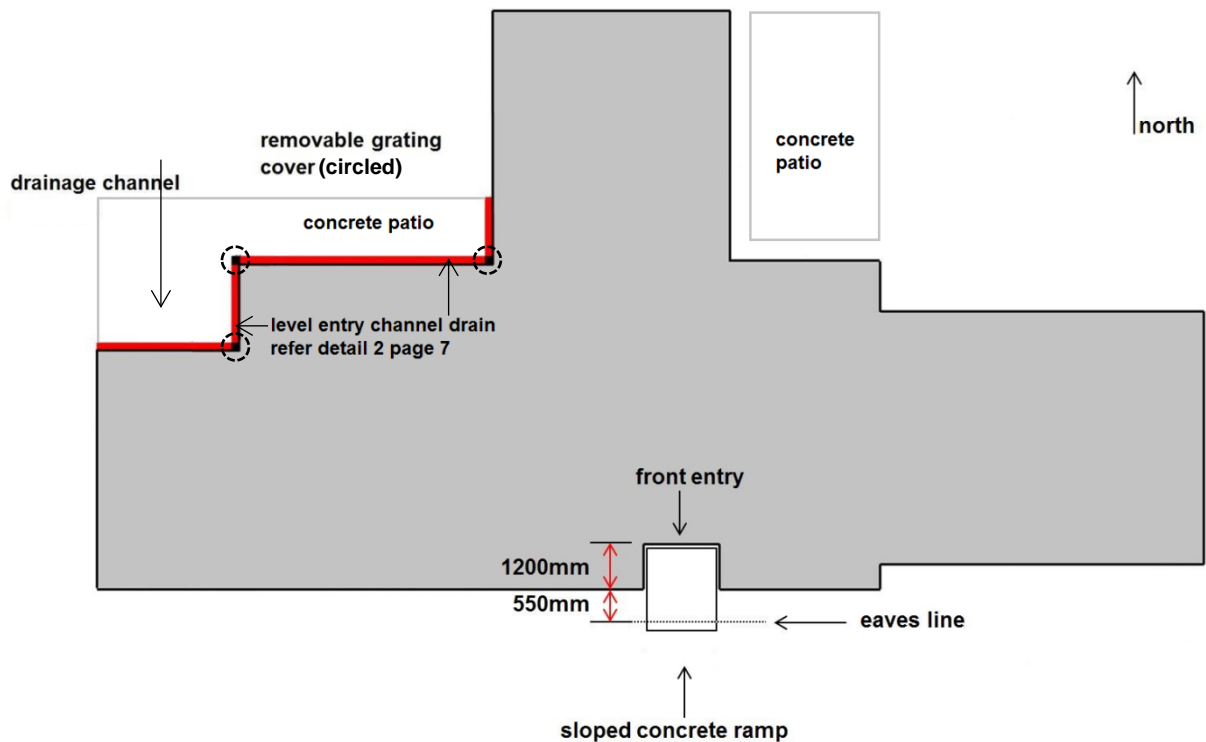 removable grating
cover (circled)
concrete
patio
north
drainage channel
concrete patio
level entry channel drain
refer detail 2 page 7
front entry
1200mm
550mm
eaves line
sloped concrete ramp